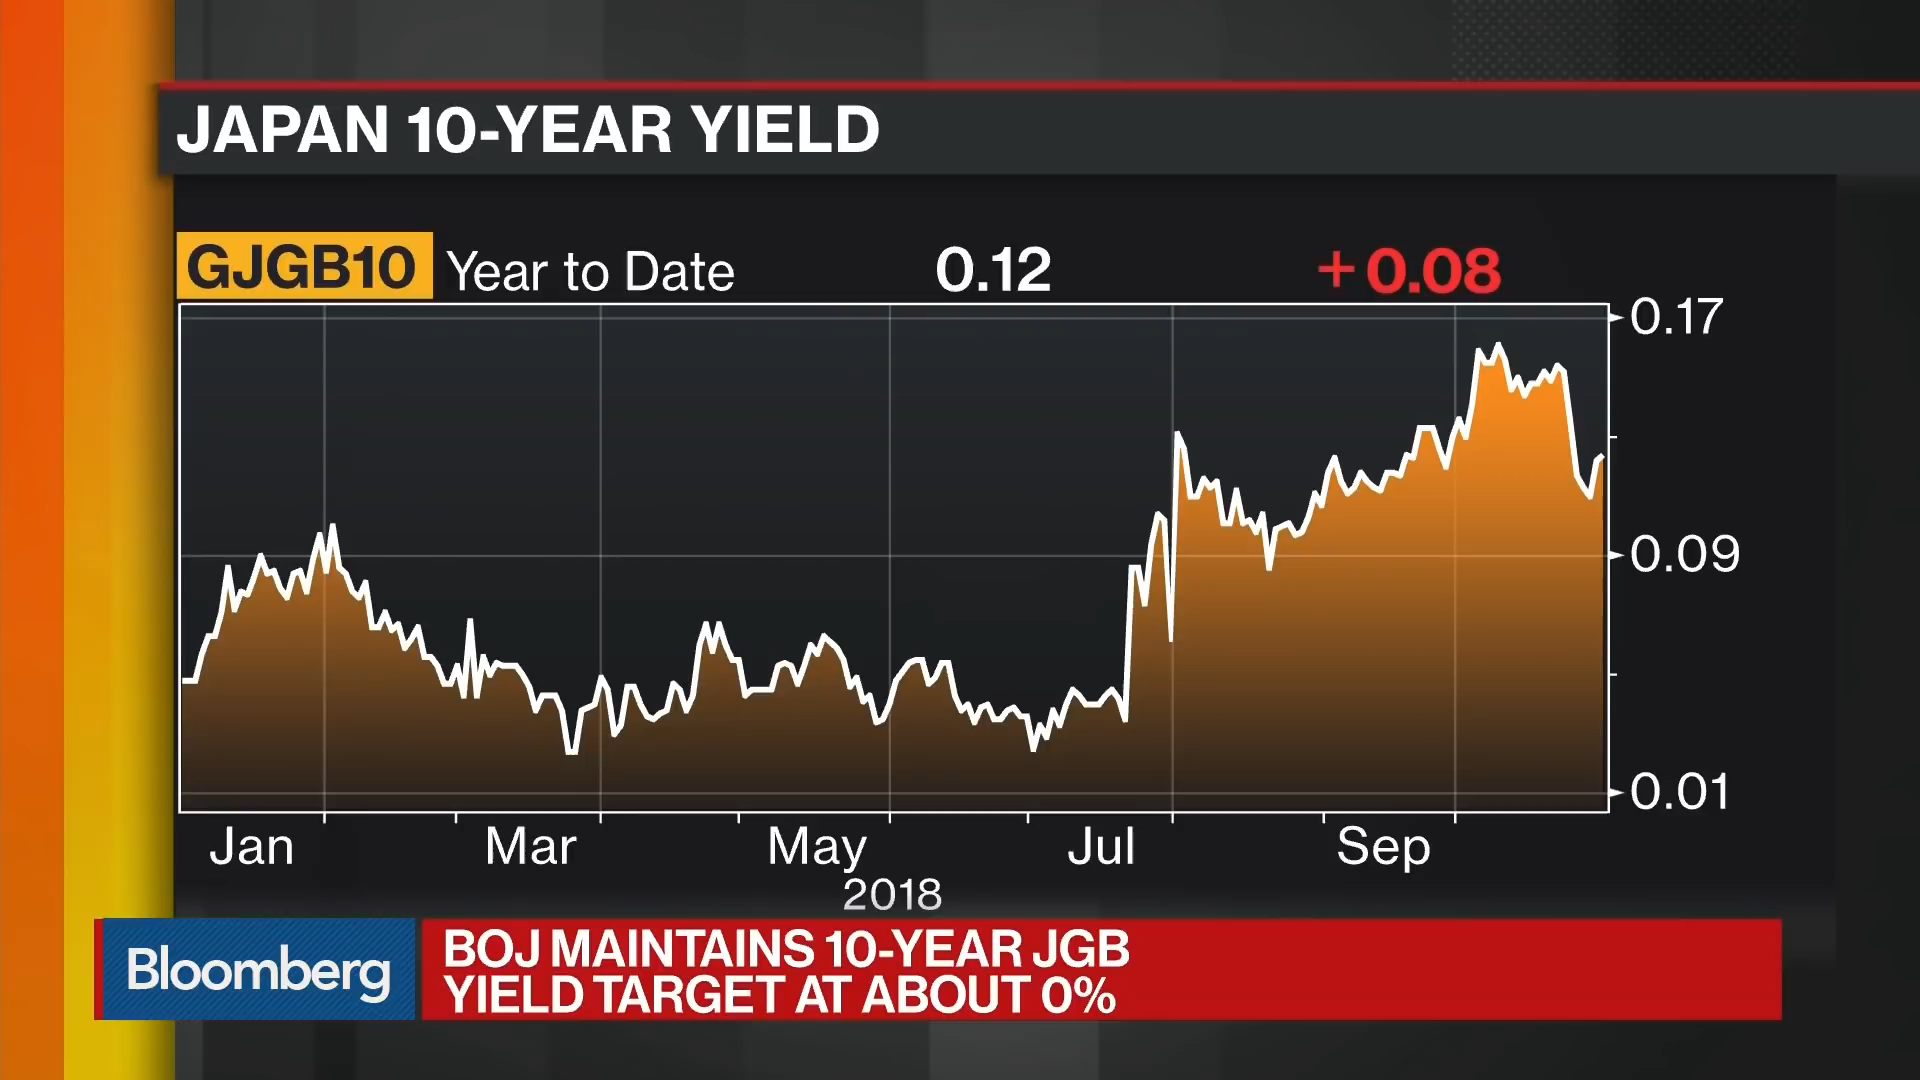 JAPAN 10-YEAR YIELD
GJGB10 Year to Date 0.12 +0.08
0.17
0.09
0.01
Jan Mar May Jul Sep
2018
Bloomberg
BOJ MAINTAINS 10-YEAR JGB
YIELD TARGET AT ABOUT 0%